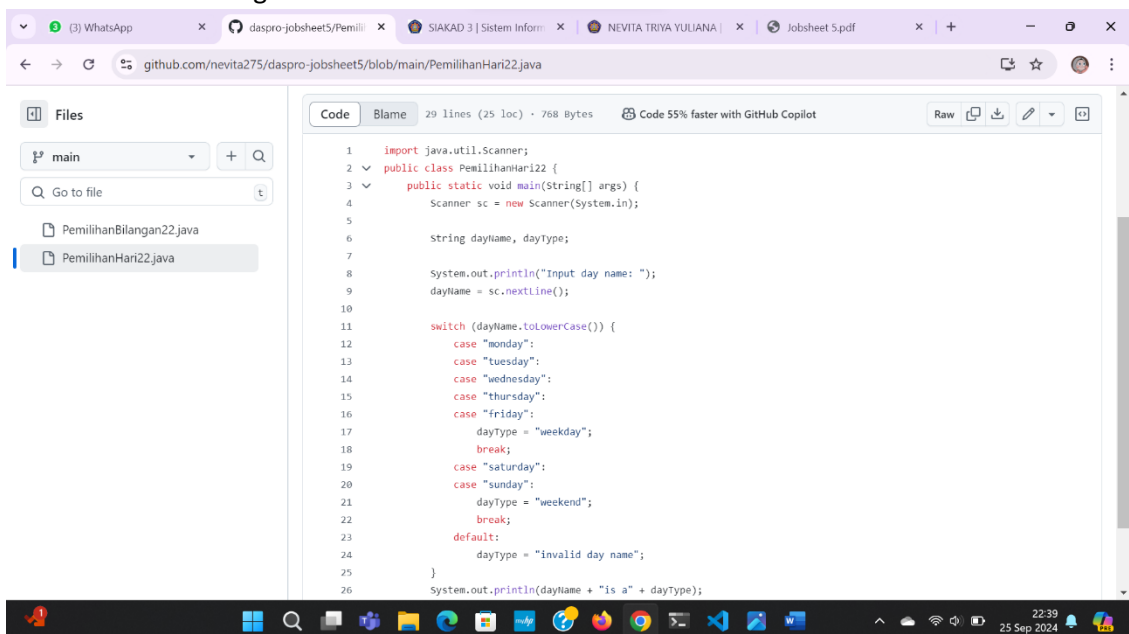 (3) WhatsApp
daspro-jobsheet5/Pemili
SIAKAD 3 | Sistem Inform
NEVITA TRIYA YULIANA |
Jobsheet 5.pdf
github.com/nevita275/daspro-jobsheet5/blob/main/PemilihanHari22.java
Files
main
Go to file
t
PemilihanBilangan22.java
PemilihanHari22.java
Code Blame 29 lines (25 loc) · 768 Bytes Code 55% faster with GitHub Copilot Raw
1 import java.util.Scanner;
2 public class PemilihanHari22 {
3 public static void main(String[] args) {
4 Scanner sc = new Scanner(System.in);
5
6 String dayName, dayType;
7
8 System.out.println("Input day name: ");
9 dayName = sc.nextLine();
10
11 switch (dayName.toLowerCase()) {
12 case "monday":
13 case "tuesday":
14 case "wednesday":
15 case "thursday":
16 case "friday":
17 dayType = "weekday";
18 break;
19 case "saturday":
20 case "sunday":
21 dayType = "weekend";
22 break;
23 default:
24 dayType = "invalid day name";
25 }
26 System.out.println(dayName + "is a" + dayType);
22:39
25 Sep 2024